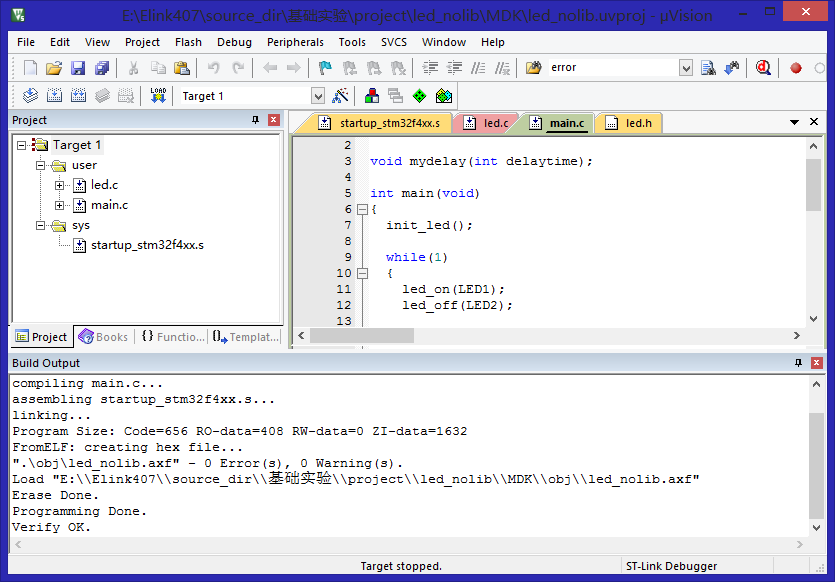 E:\Elink407\source_dir\基础实验\project\led_nolib\MDK\led_nolib.uvproj - µVision
File Edit View Project Flash Debug Peripherals Tools SVCS Window Help
error
LOAD Target 1
Project
startup_stm32f4xx.s led.c main.c led.h
Target 1
user
led.c
main.c
sys
startup_stm32f4xx.s
2
3 void mydelay(int delaytime);
4
5 int main(void)
6 {
7 init_led();
8
9 while(1)
10 {
11 led_on(LED1);
12 led_off(LED2);
13
Project Books {} Functio... Templat...
Build Output
compiling main.c...
assembling startup_stm32f4xx.s...
linking...
Program Size: Code=656 RO-data=408 RW-data=0 ZI-data=1632
FromELF: creating hex file...
".\obj\led_nolib.axf" - 0 Error(s), 0 Warning(s).
Load "E:\\Elink407\\source_dir\\基础实验\\project\\led_nolib\\MDK\\obj\\led_nolib.axf"
Erase Done.
Programming Done.
Verify OK.
Target stopped. ST-Link Debugger